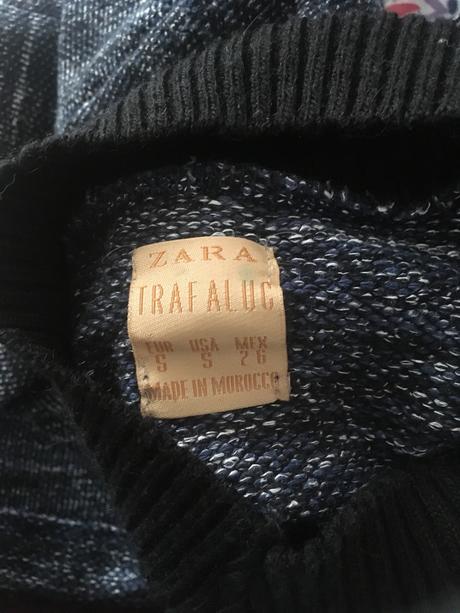 ZARA
TRAFALUC
EUR USA MEX
S S 26
MADE IN MOROCCO